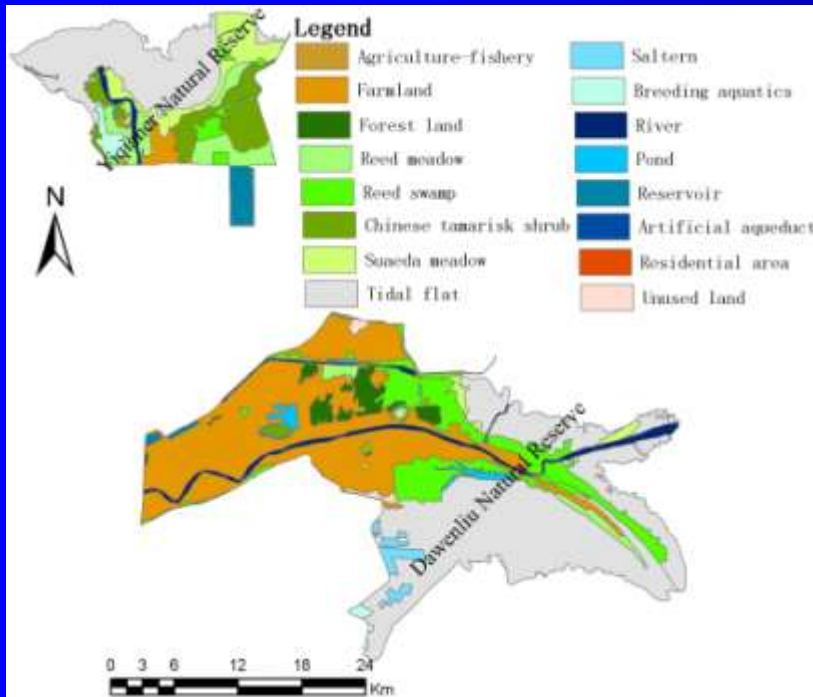 Legend
Agriculture-fishery
Farmland
Forest land
Reed meadow
Reed swamp
Chinese tamarisk shrub
Suaeda meadow
Tidal flat
Saltern
Breeding aquatics
River
Pond
Reservoir
Artificial aqueduct
Residential area
Unused land
Natural Reserve
N
Dawenliu Natural Reserve
0 3 6 12 18 24
Km